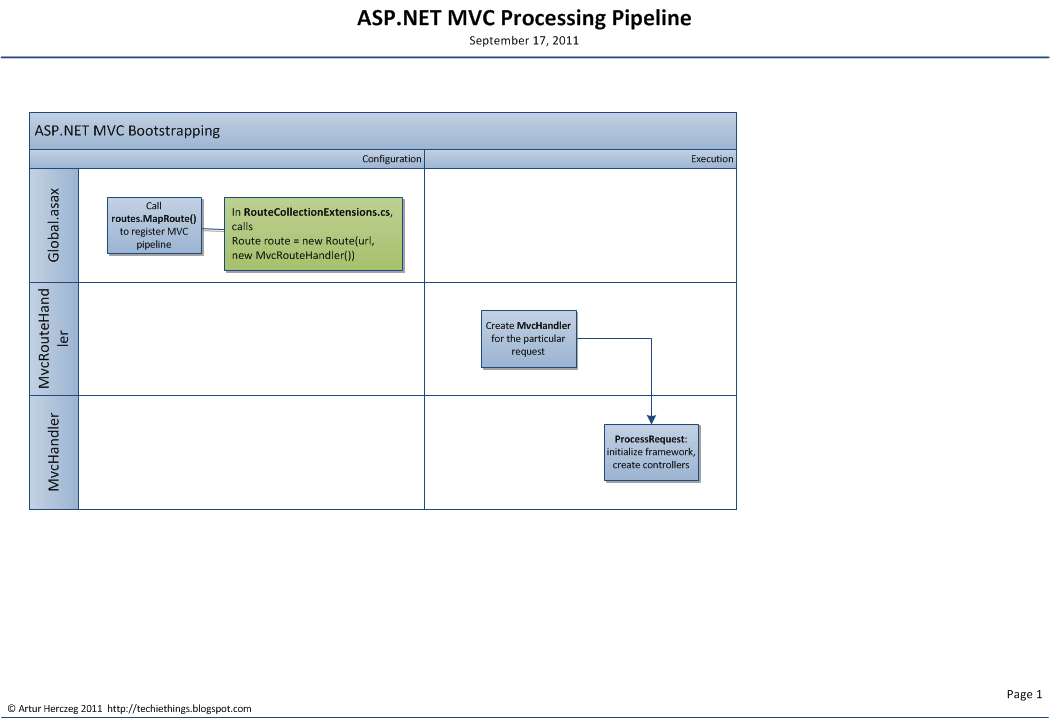 ASP.NET MVC Processing Pipeline
September 17, 2011
ASP.NET MVC Bootstrapping
Configuration
Execution
Global.asax
Call
routes.MapRoute()
to register MVC
pipeline
In RouteCollectionExtensions.cs,
calls
Route route = new Route(url,
new MvcRouteHandler())
MvcRouteHand
ler
Create MvcHandler
for the particular
request
MvcHandler
ProcessRequest:
initialize framework,
create controllers
Page 1
© Artur Herczeg 2011 http://techiethings.blogspot.com